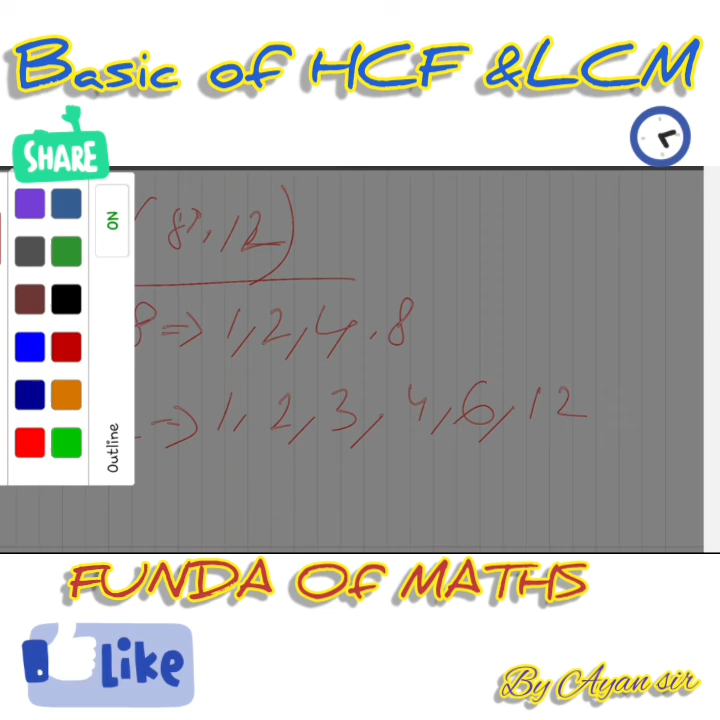 Basic of HCF &LCM
SHARE
ON
(8,12)
8 => 1,2,4,8
=> 1,2,3,4,6,12
Outline
FUNDA Of MATHS
Like
By Ayan sir